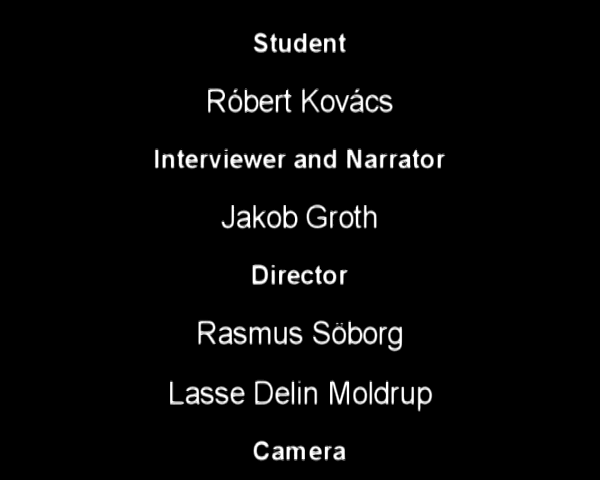 Student
Róbert Kovács
Interviewer and Narrator
Jakob Groth
Director
Rasmus Söborg
Lasse Delin Moldrup
Camera